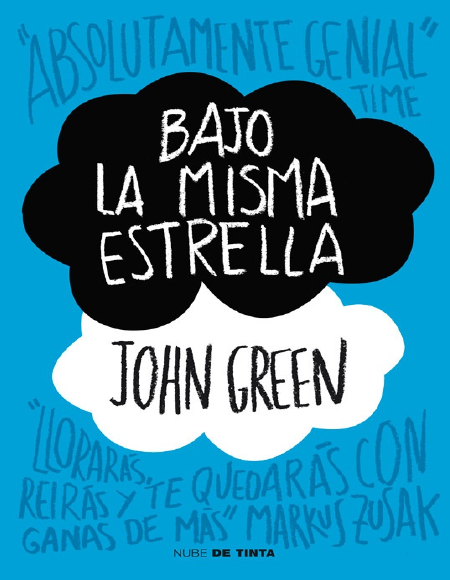 "ABSOLUTAMENTE GENIAL"
TIME
BAJO
LA MISMA
ESTRELLA
JOHN GREEN
"LLORARÁS,
REIRÁS Y TE QUEDARÁS CON
GANAS DE MÁS" MARKUS ZUSAK
NUBE DE TINTA